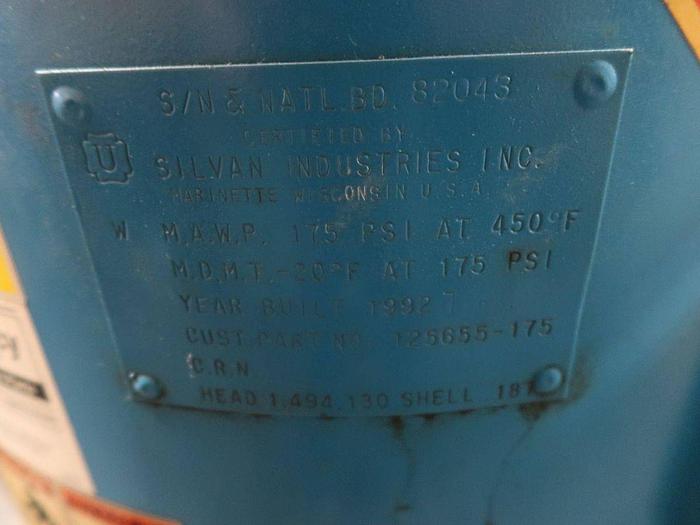 S/N & NATL.BD. 82043
CERTIFIED BY
U
SILVAN INDUSTRIES INC.
MARINETTE WISCONSIN U.S.A.
W M.A.W.P. 175 PSI AT 450°F
M.D.M.T. -20°F AT 175 PSI
YEAR BUILT 1992
CUST.PART NO. 125655-175
C.R.N.
HEAD 1.494.130 SHELL